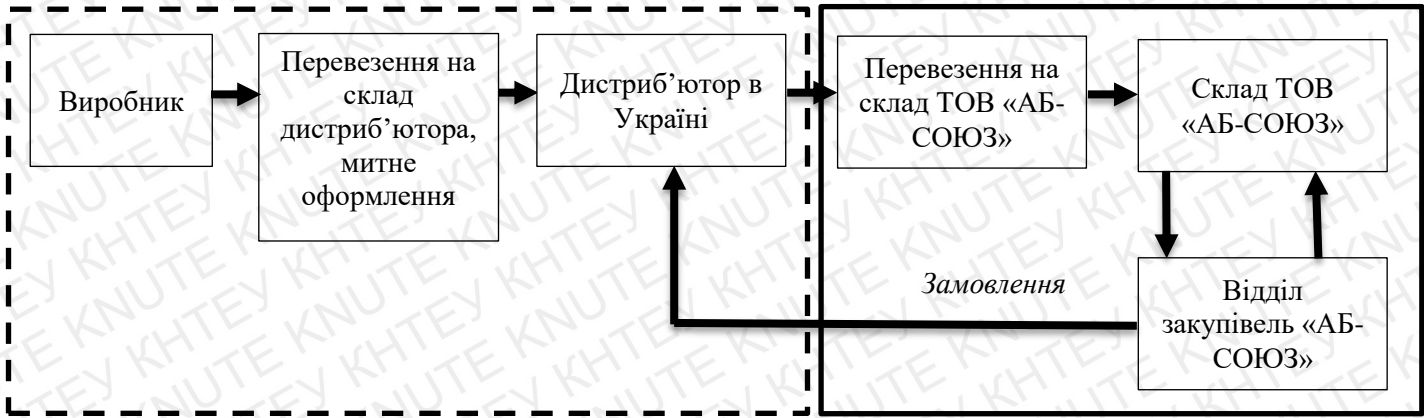 Виробник
Перевезення на
склад
дистриб’ютора,
митне
оформлення
Дистриб’ютор в
Україні
Перевезення на
склад ТОВ «АБ-
СОЮЗ»
Склад ТОВ
«АБ-СОЮЗ»
Замовлення
Відділ
закупівель «АБ-
СОЮЗ»